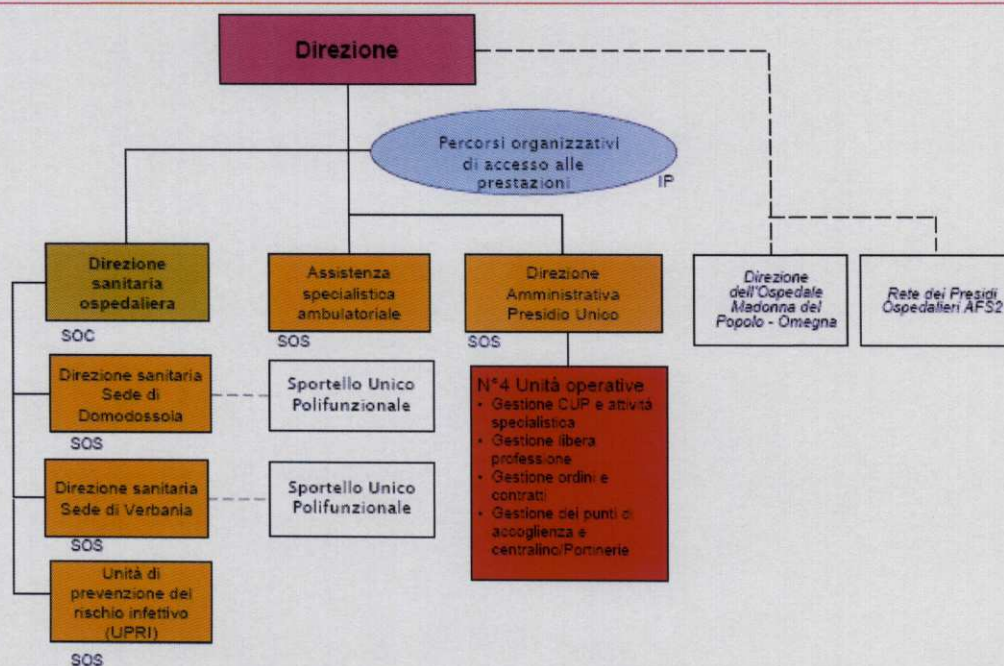 Direzione
Percorsi organizzativi
di accesso alle
prestazioni
IP
Direzione
sanitaria
ospedaliera
SOC
Assistenza
specialistica
ambulatoriale
SOS
Direzione
Amministrativa
Presidio Unico
SOS
Direzione
dell'Ospedale
Madonna del
Popolo - Omegna
Rete dei Presidi
Ospedalieri AFS2
Direzione sanitaria
Sede di
Domodossola
SOS
Sportello Unico
Polifunzionale
N°4 Unità operative
• Gestione CUP e attività
specialistica
• Gestione libera
professione
• Gestione ordini e
contratti
• Gestione dei punti di
accoglienza e
centralino/Portinerie
Direzione sanitaria
Sede di Verbania
SOS
Sportello Unico
Polifunzionale
Unità di
prevenzione del
rischio infettivo
(UPRI)
SOS